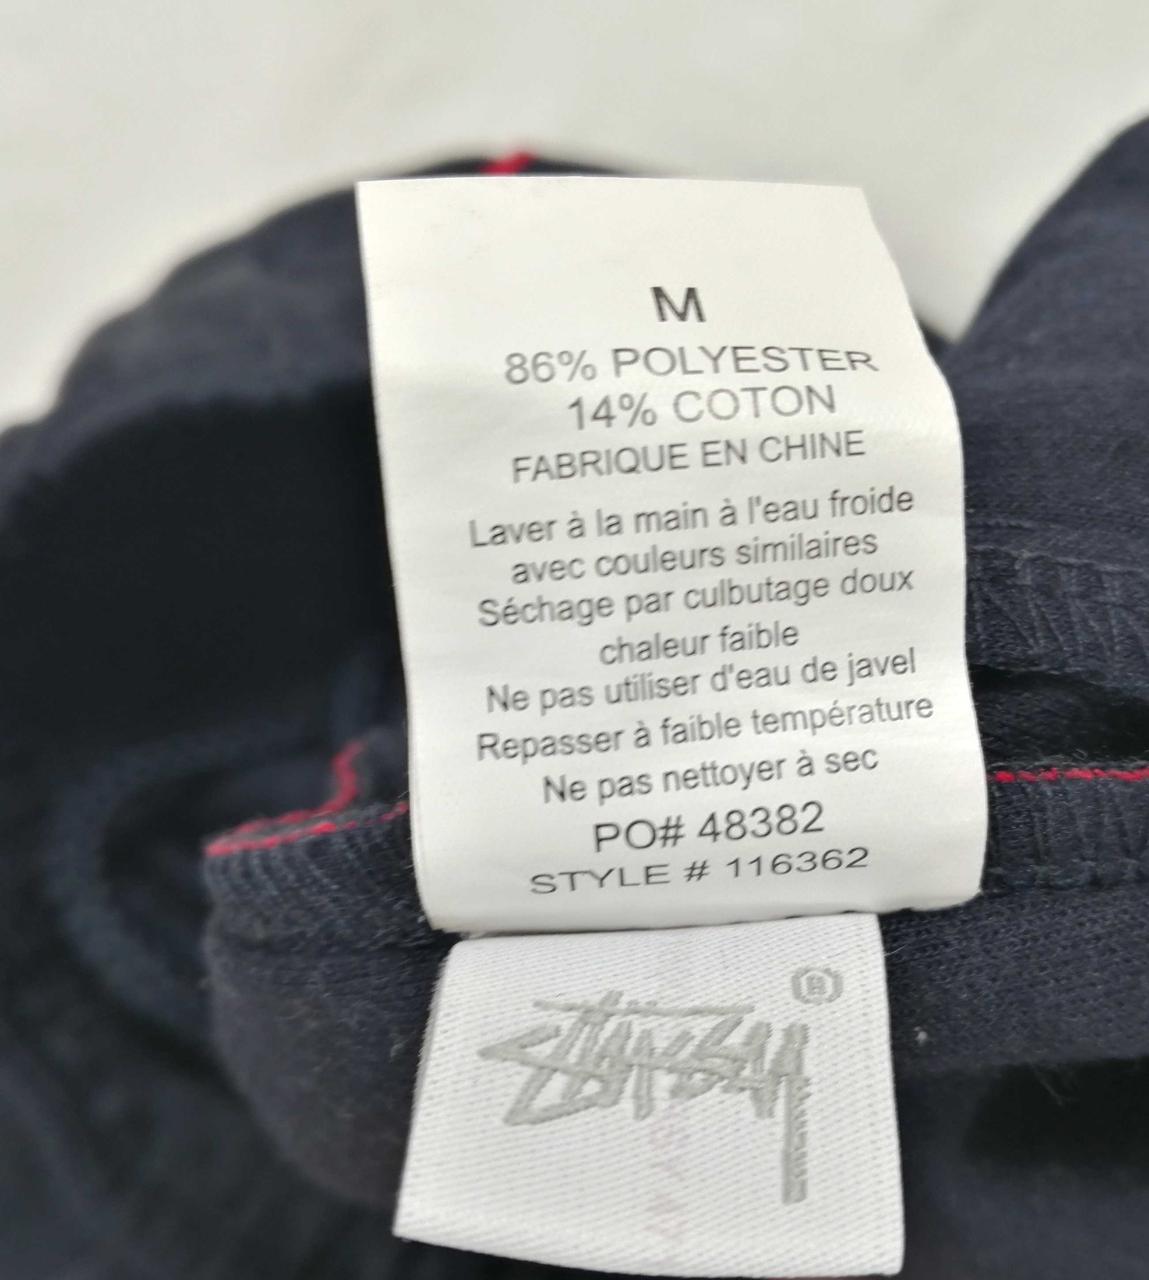 M
86% POLYESTER
14% COTON
FABRIQUE EN CHINE
Laver à la main à l'eau froide
avec couleurs similaires
Séchage par culbutage doux
chaleur faible
Ne pas utiliser d'eau de javel
Repasser à faible température
Ne pas nettoyer à sec
PO# 48382
STYLE # 116362
®
STÜSSY